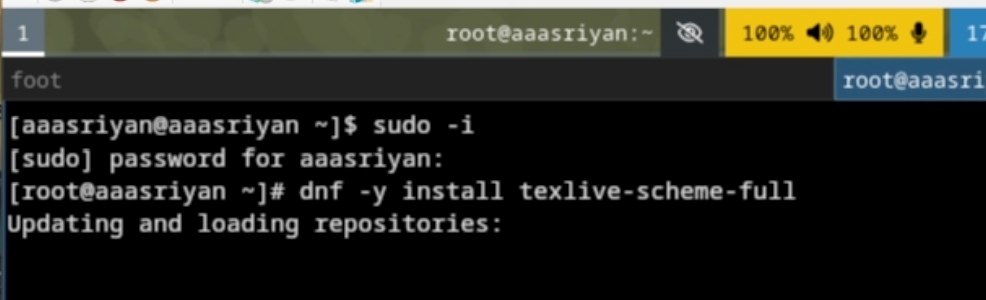 1
root@aaasriyan:~
100% 100%
17
foot
root@aaasri
[aaasriyan@aaasriyan ~]$ sudo -i
[sudo] password for aaasriyan:
[root@aaasriyan ~]# dnf -y install texlive-scheme-full
Updating and loading repositories: